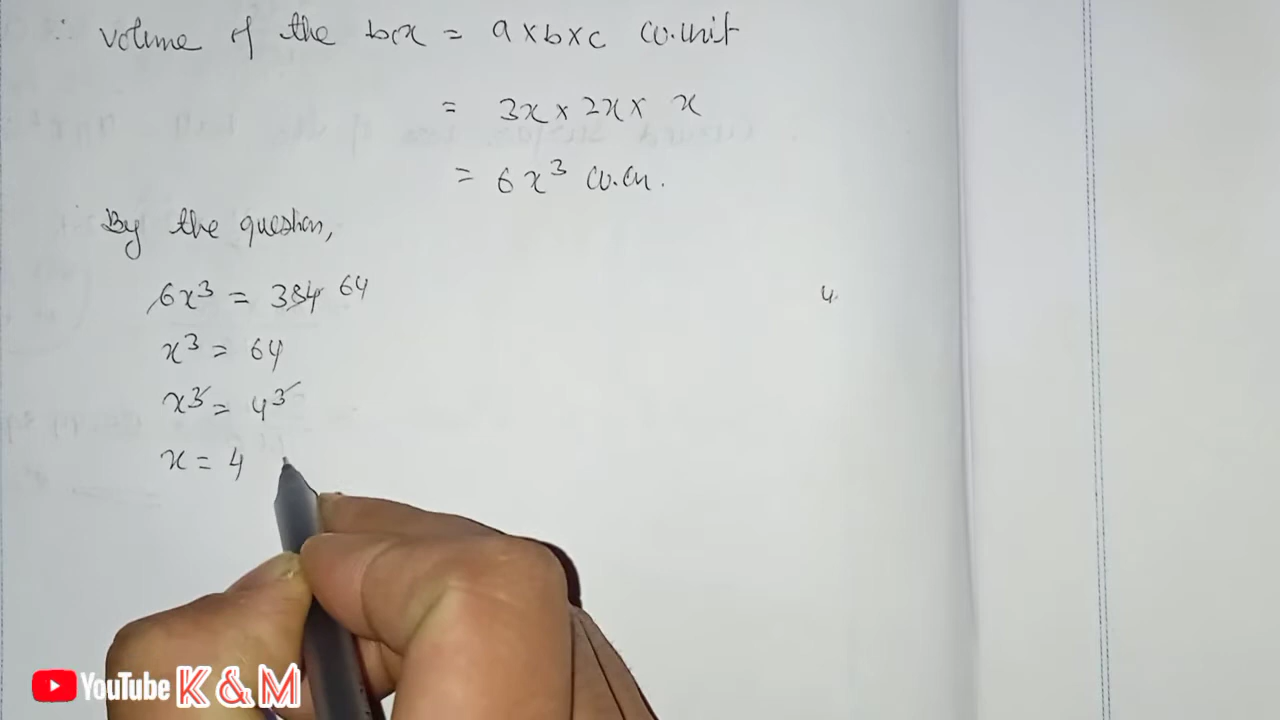 ∴ volume of the box = a×b×c cu.unit
= 3x × 2x × x
= 6x³ cu.cm.
By the question,
6x³ = 384 64
x³ = 64
4.
x³ = 4³
x = 4
YouTube K & M